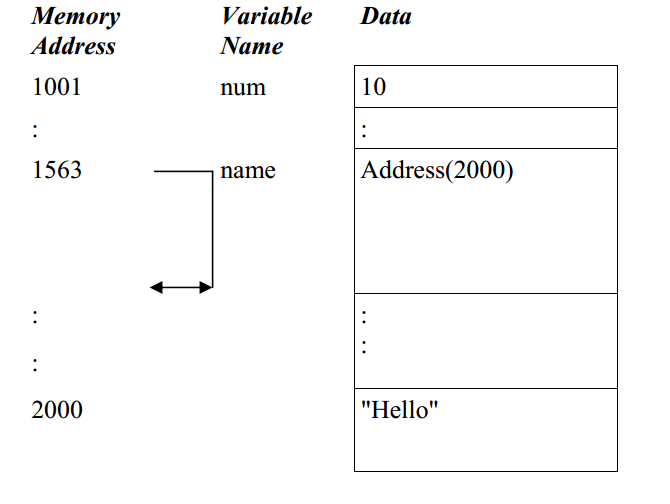 Memory Address Variable Name Data
1001 num 10
: :
1563 name Address(2000)
: :
: :
2000 "Hello"